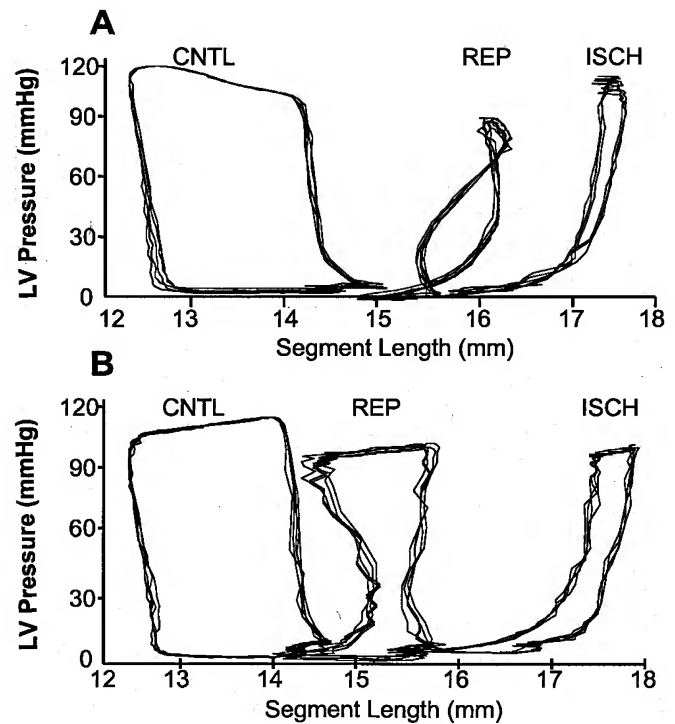 A
CNTL REP ISCH
LV Pressure (mmHg)
120
90
60
30
0
12 13 14 15 16 17 18
Segment Length (mm)
B
CNTL REP ISCH
LV Pressure (mmHg)
120
90
60
30
0
12 13 14 15 16 17 18
Segment Length (mm)